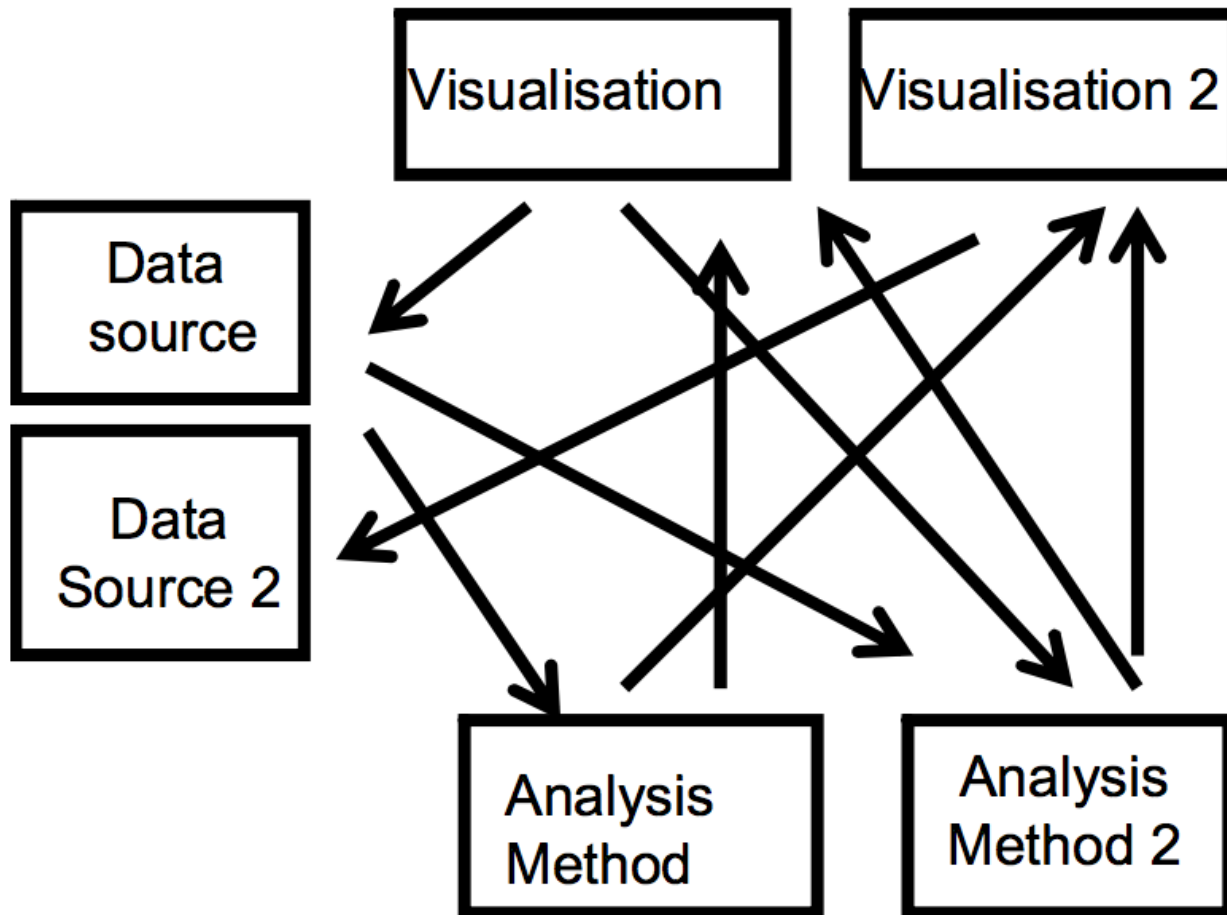 Visualisation
Visualisation 2
Data
source
Data
Source 2
Analysis
Method
Analysis
Method 2